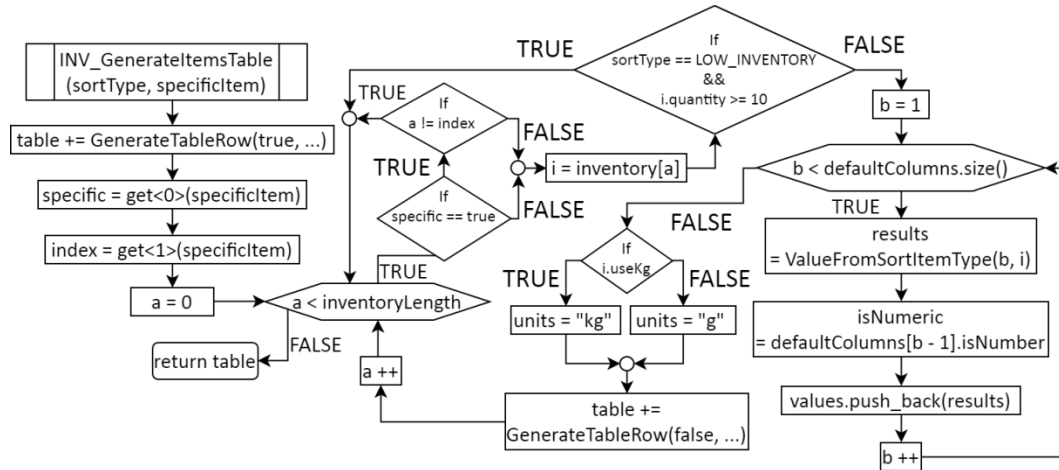 INV_GenerateItemsTable
(sortType, specificItem)
table += GenerateTableRow(true, ...)
specific = get<0>(specificItem)
index = get<1>(specificItem)
a = 0
a < inventoryLength
FALSE
return table
TRUE
If
specific == true
TRUE
FALSE
If
a != index
TRUE
FALSE
i = inventory[a]
If
sortType == LOW_INVENTORY
&&
i.quantity >= 10
TRUE
FALSE
b = 1
b < defaultColumns.size()
TRUE
results
= ValueFromSortItemType(b, i)
isNumeric
= defaultColumns[b - 1].isNumber
values.push_back(results)
b ++
FALSE
If
i.useKg
TRUE
FALSE
units = "kg"
units = "g"
table +=
GenerateTableRow(false, ...)
a ++